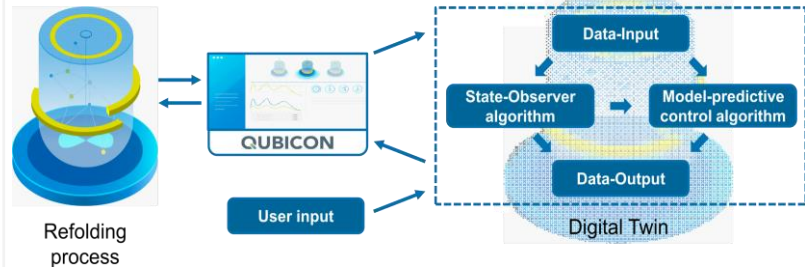 Data-Input
State-Observer
algorithm
Model-predictive
control algorithm
QUBICON
Data-Output
User input
Digital Twin
Refolding
process